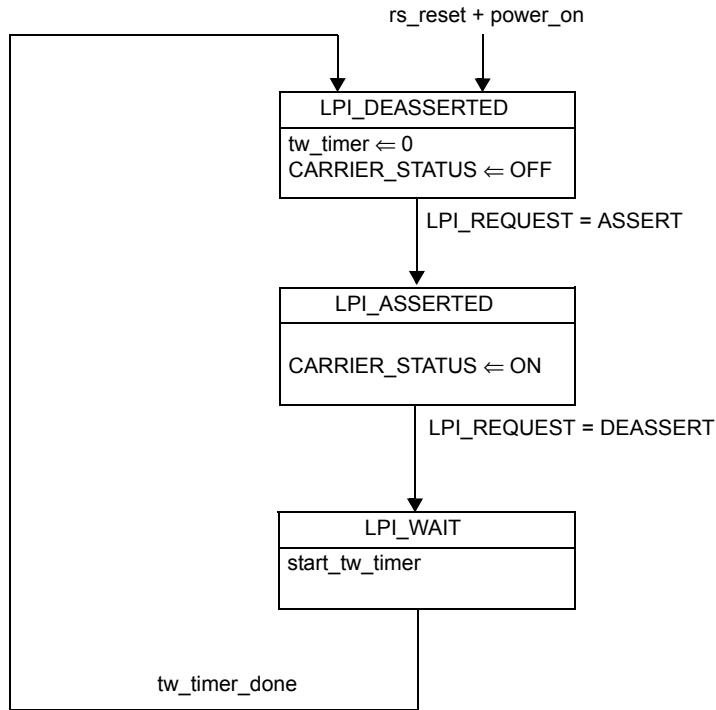 rs_reset + power_on
LPI_DEASSERTED
tw_timer ⇐ 0
CARRIER_STATUS ⇐ OFF
LPI_REQUEST = ASSERT
LPI_ASSERTED
CARRIER_STATUS ⇐ ON
LPI_REQUEST = DEASSERT
LPI_WAIT
start_tw_timer
tw_timer_done